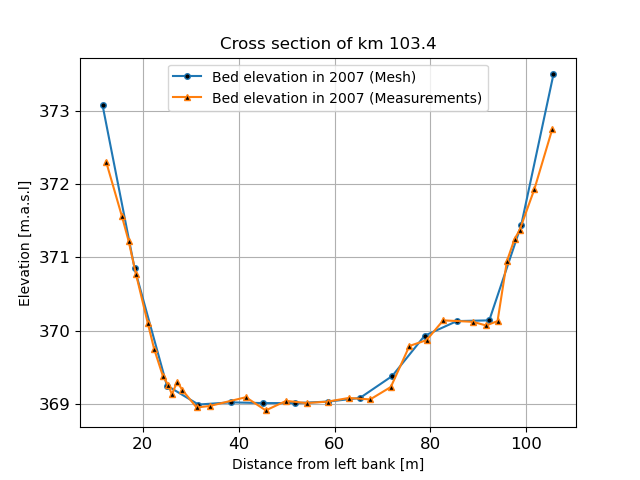 Cross section of km 103.4
Bed elevation in 2007 (Mesh)
Bed elevation in 2007 (Measurements)
Elevation [m.a.s.l]
373
372
371
370
369
20 40 60 80 100
Distance from left bank [m]